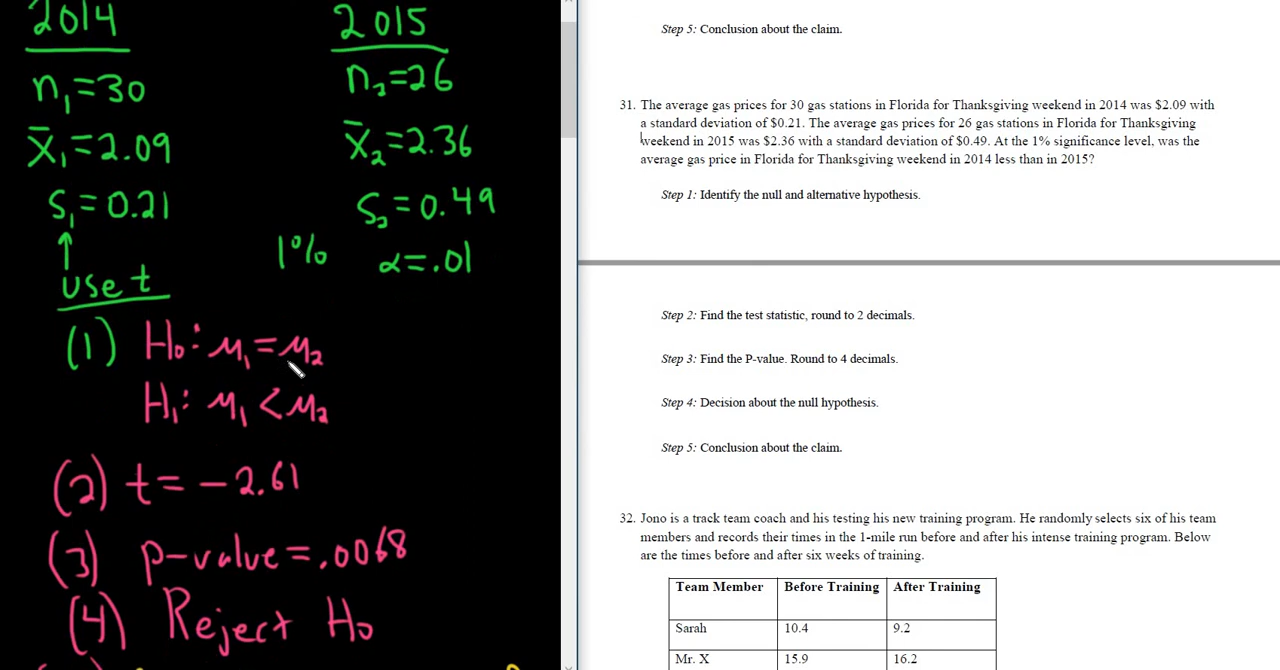 2014
2015
n₁=30
n₂=26
x̄₁=2.09
x̄₂=2.36
s₁=0.21
s₂=0.49
↑
1%
α=.01
use t
(1) H₀: μ₁=μ₂
H₁: μ₁<μ₂
(2) t=-2.61
(3) p-value=.0068
(4) Reject H₀
Step 5: Conclusion about the claim.
31. The average gas prices for 30 gas stations in Florida for Thanksgiving weekend in 2014 was $2.09 with
a standard deviation of $0.21. The average gas prices for 26 gas stations in Florida for Thanksgiving
weekend in 2015 was $2.36 with a standard deviation of $0.49. At the 1% significance level, was the
average gas price in Florida for Thanksgiving weekend in 2014 less than in 2015?
Step 1: Identify the null and alternative hypothesis.
Step 2: Find the test statistic, round to 2 decimals.
Step 3: Find the P-value. Round to 4 decimals.
Step 4: Decision about the null hypothesis.
Step 5: Conclusion about the claim.
32. Jono is a track team coach and his testing his new training program. He randomly selects six of his team
members and records their times in the 1-mile run before and after his intense training program. Below
are the times before and after six weeks of training.
Team Member Before Training After Training
Sarah 10.4 9.2
Mr. X 15.9 16.2